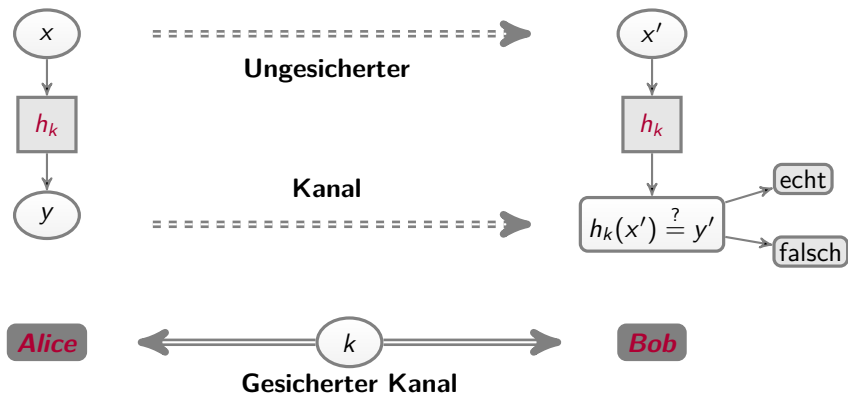 x x′
Ungesicherter
h_k h_k
Kanal
echt
y h_k(x′) ≟ y′
falsch
Alice k Bob
Gesicherter Kanal